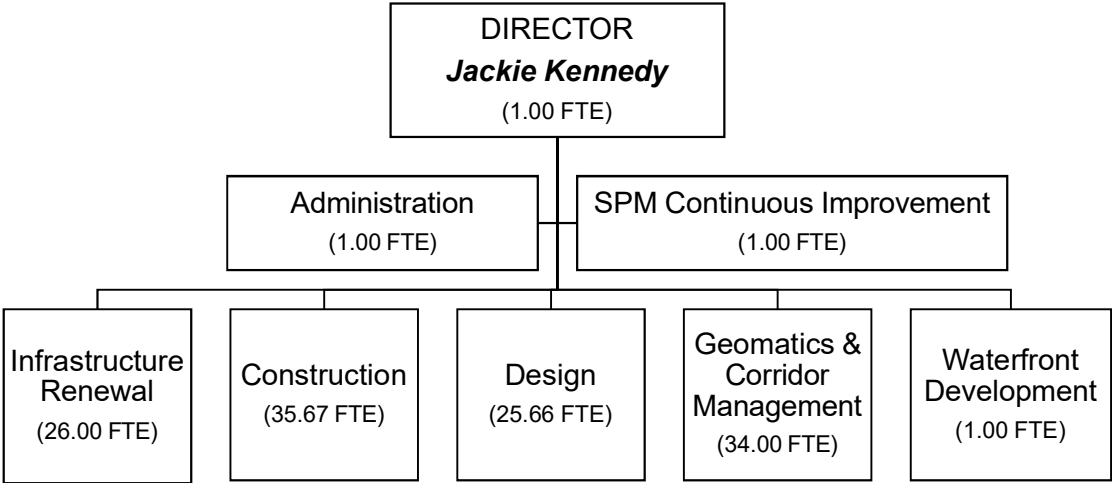 DIRECTOR
Jackie Kennedy
(1.00 FTE)
Administration
(1.00 FTE)
SPM Continuous Improvement
(1.00 FTE)
Infrastructure
Renewal
(26.00 FTE)
Construction
(35.67 FTE)
Design
(25.66 FTE)
Geomatics &
Corridor
Management
(34.00 FTE)
Waterfront
Development
(1.00 FTE)